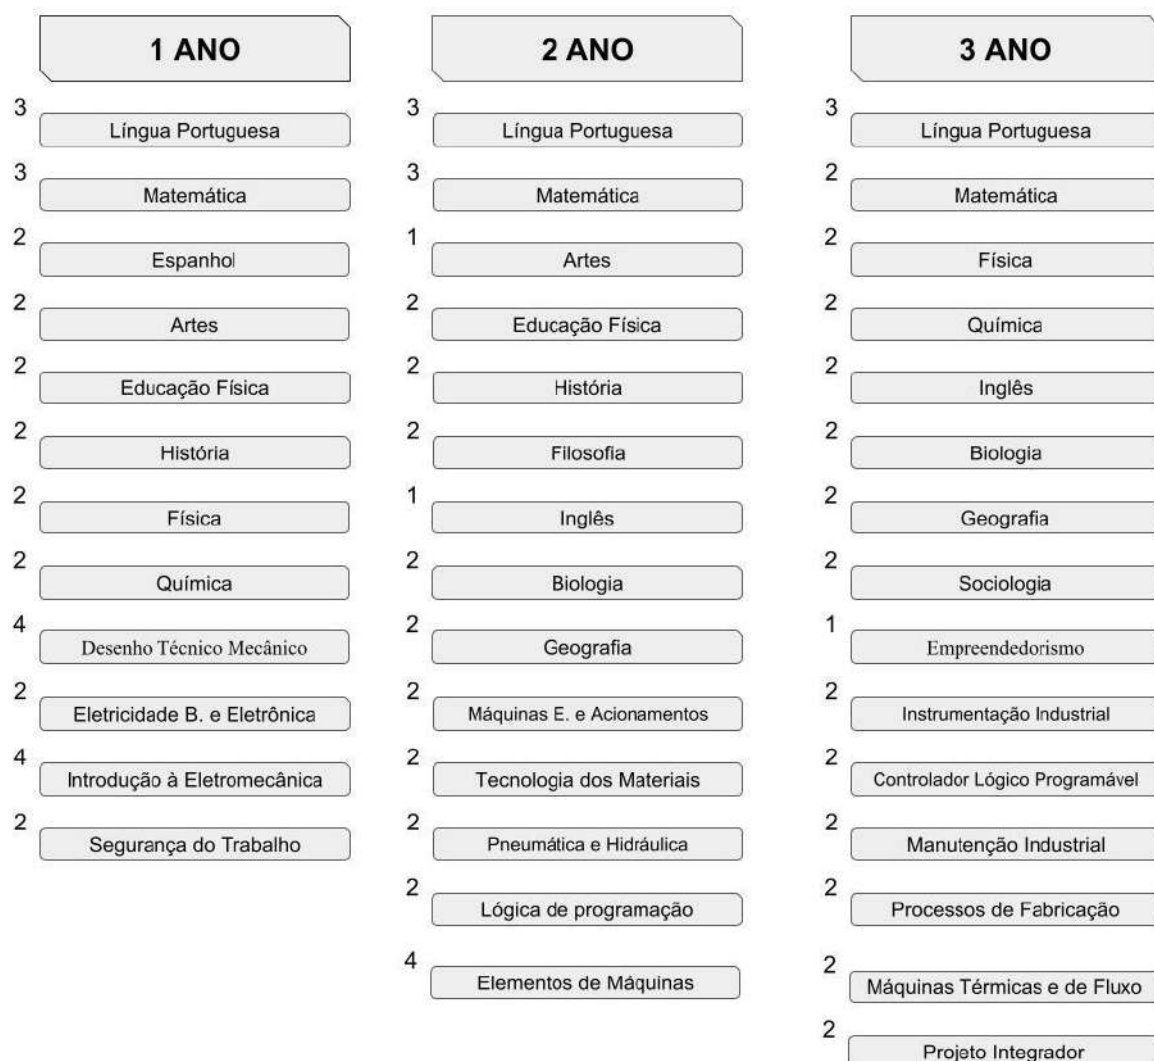 1 ANO
3
Língua Portuguesa
3
Matemática
2
Espanhol
2
Artes
2
Educação Física
2
História
2
Física
2
Química
4
Desenho Técnico Mecânico
2
Eletricidade B. e Eletrônica
4
Introdução à Eletromecânica
2
Segurança do Trabalho
2 ANO
3
Língua Portuguesa
3
Matemática
1
Artes
2
Educação Física
2
História
2
Filosofia
1
Inglês
2
Biologia
2
Geografia
2
Máquinas E. e Acionamentos
2
Tecnologia dos Materiais
2
Pneumática e Hidráulica
2
Lógica de programação
4
Elementos de Máquinas
3 ANO
3
Língua Portuguesa
2
Matemática
2
Física
2
Química
2
Inglês
2
Biologia
2
Geografia
2
Sociologia
1
Empreendedorismo
2
Instrumentação Industrial
2
Controlador Lógico Programável
2
Manutenção Industrial
2
Processos de Fabricação
2
Máquinas Térmicas e de Fluxo
2
Projeto Integrador